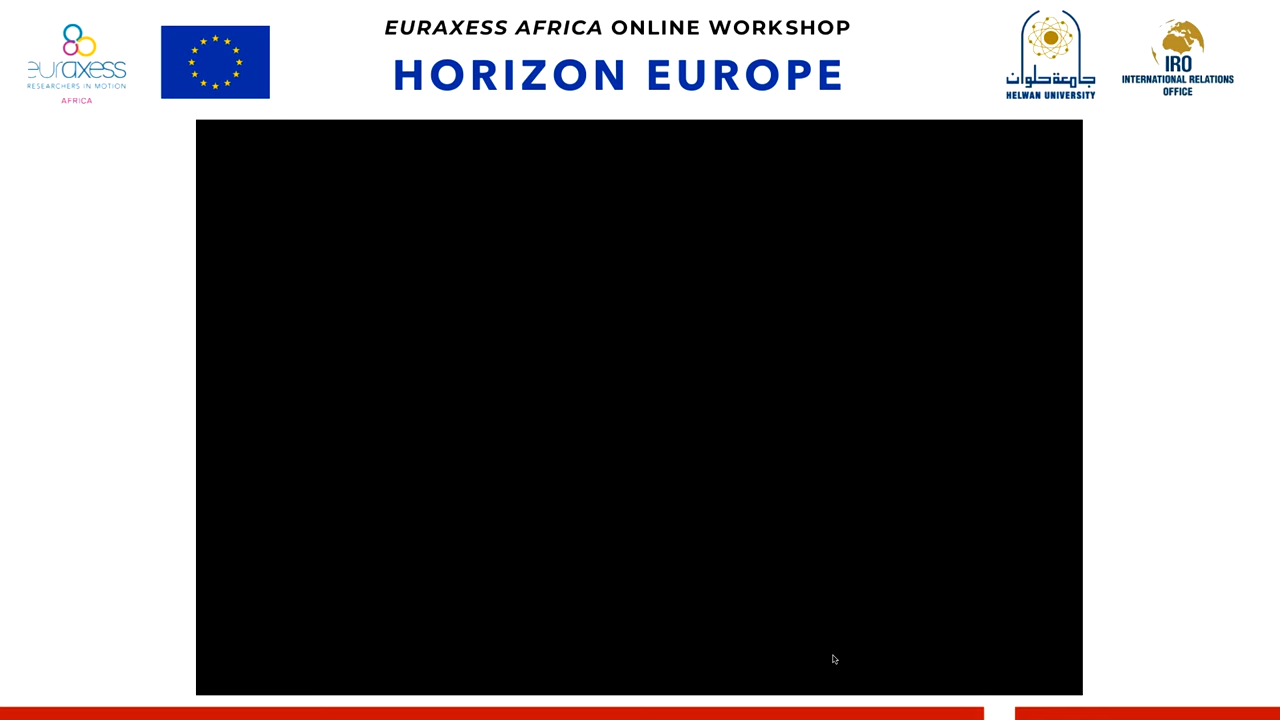 EURAXESS AFRICA ONLINE WORKSHOP
HORIZON EUROPE
euraxess
RESEARCHERS IN MOTION
AFRICA
جامعة حلوان
HELWAN UNIVERSITY
IRO
INTERNATIONAL RELATIONS
OFFICE